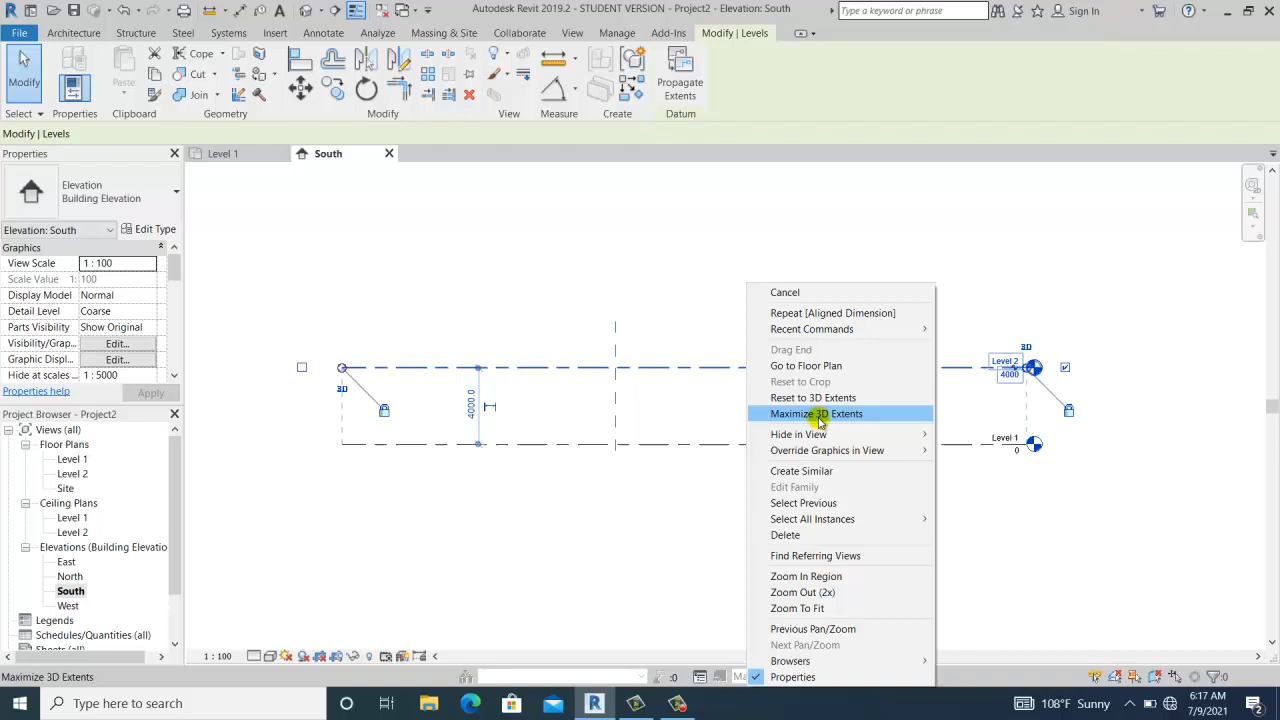 Autodesk Revit 2019.2 - STUDENT VERSION - Project2 - Elevation: South
Type a keyword or phrase
Sign In
File
Architecture
Structure
Steel
Systems
Insert
Annotate
Analyze
Massing & Site
Collaborate
View
Manage
Add-Ins
Modify | Levels
Modify
Paste
Cope
Cut
Join
Propagate
Extents
Select
Properties
Clipboard
Geometry
Modify
View
Measure
Create
Datum
Modify | Levels
Properties
Level 1
South
Elevation
Building Elevation
Elevation: South
Edit Type
Graphics
View Scale
1 : 100
Scale Value 1:
100
Display Model
Normal
Detail Level
Coarse
Parts Visibility
Show Original
Visibility/Grap...
Edit...
Graphic Displ...
Edit...
Hide at scales ...
1 : 5000
Properties help
Apply
Project Browser - Project2
Views (all)
Floor Plans
Level 1
Level 2
Site
Ceiling Plans
Level 1
Level 2
Elevations (Building Elevatio
East
North
South
West
Legends
Schedules/Quantities (all)
Sheets (all)
3D
4000.0
3D
Level 2
4000
Level 1
0
Cancel
Repeat [Aligned Dimension]
Recent Commands
Drag End
Go to Floor Plan
Reset to Crop
Reset to 3D Extents
Maximize 3D Extents
Hide in View
Override Graphics in View
Create Similar
Edit Family
Select Previous
Select All Instances
Delete
Find Referring Views
Zoom In Region
Zoom Out (2x)
Zoom To Fit
Previous Pan/Zoom
Next Pan/Zoom
Browsers
Properties
1 : 100
Maximize 3D Extents
:0
Ma
:0
Type here to search
108°F Sunny
6:17 AM
7/9/2021
2